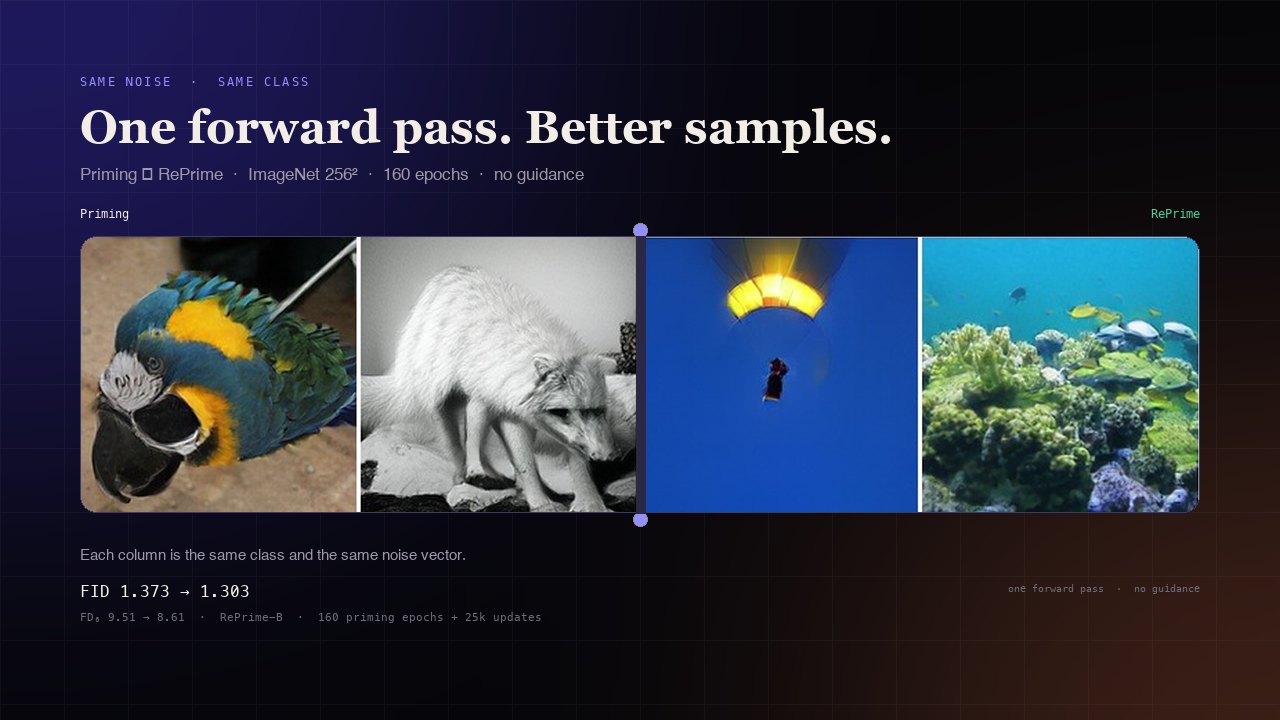 SAME NOISE · SAME CLASS
One forward pass. Better samples.
Priming □ RePrime · ImageNet 256² · 160 epochs · no guidance
Priming
RePrime
Each column is the same class and the same noise vector.
FID 1.373 → 1.303
one forward pass · no guidance
FD₆ 9.51 → 8.61 · RePrime−B · 160 priming epochs + 25k updates